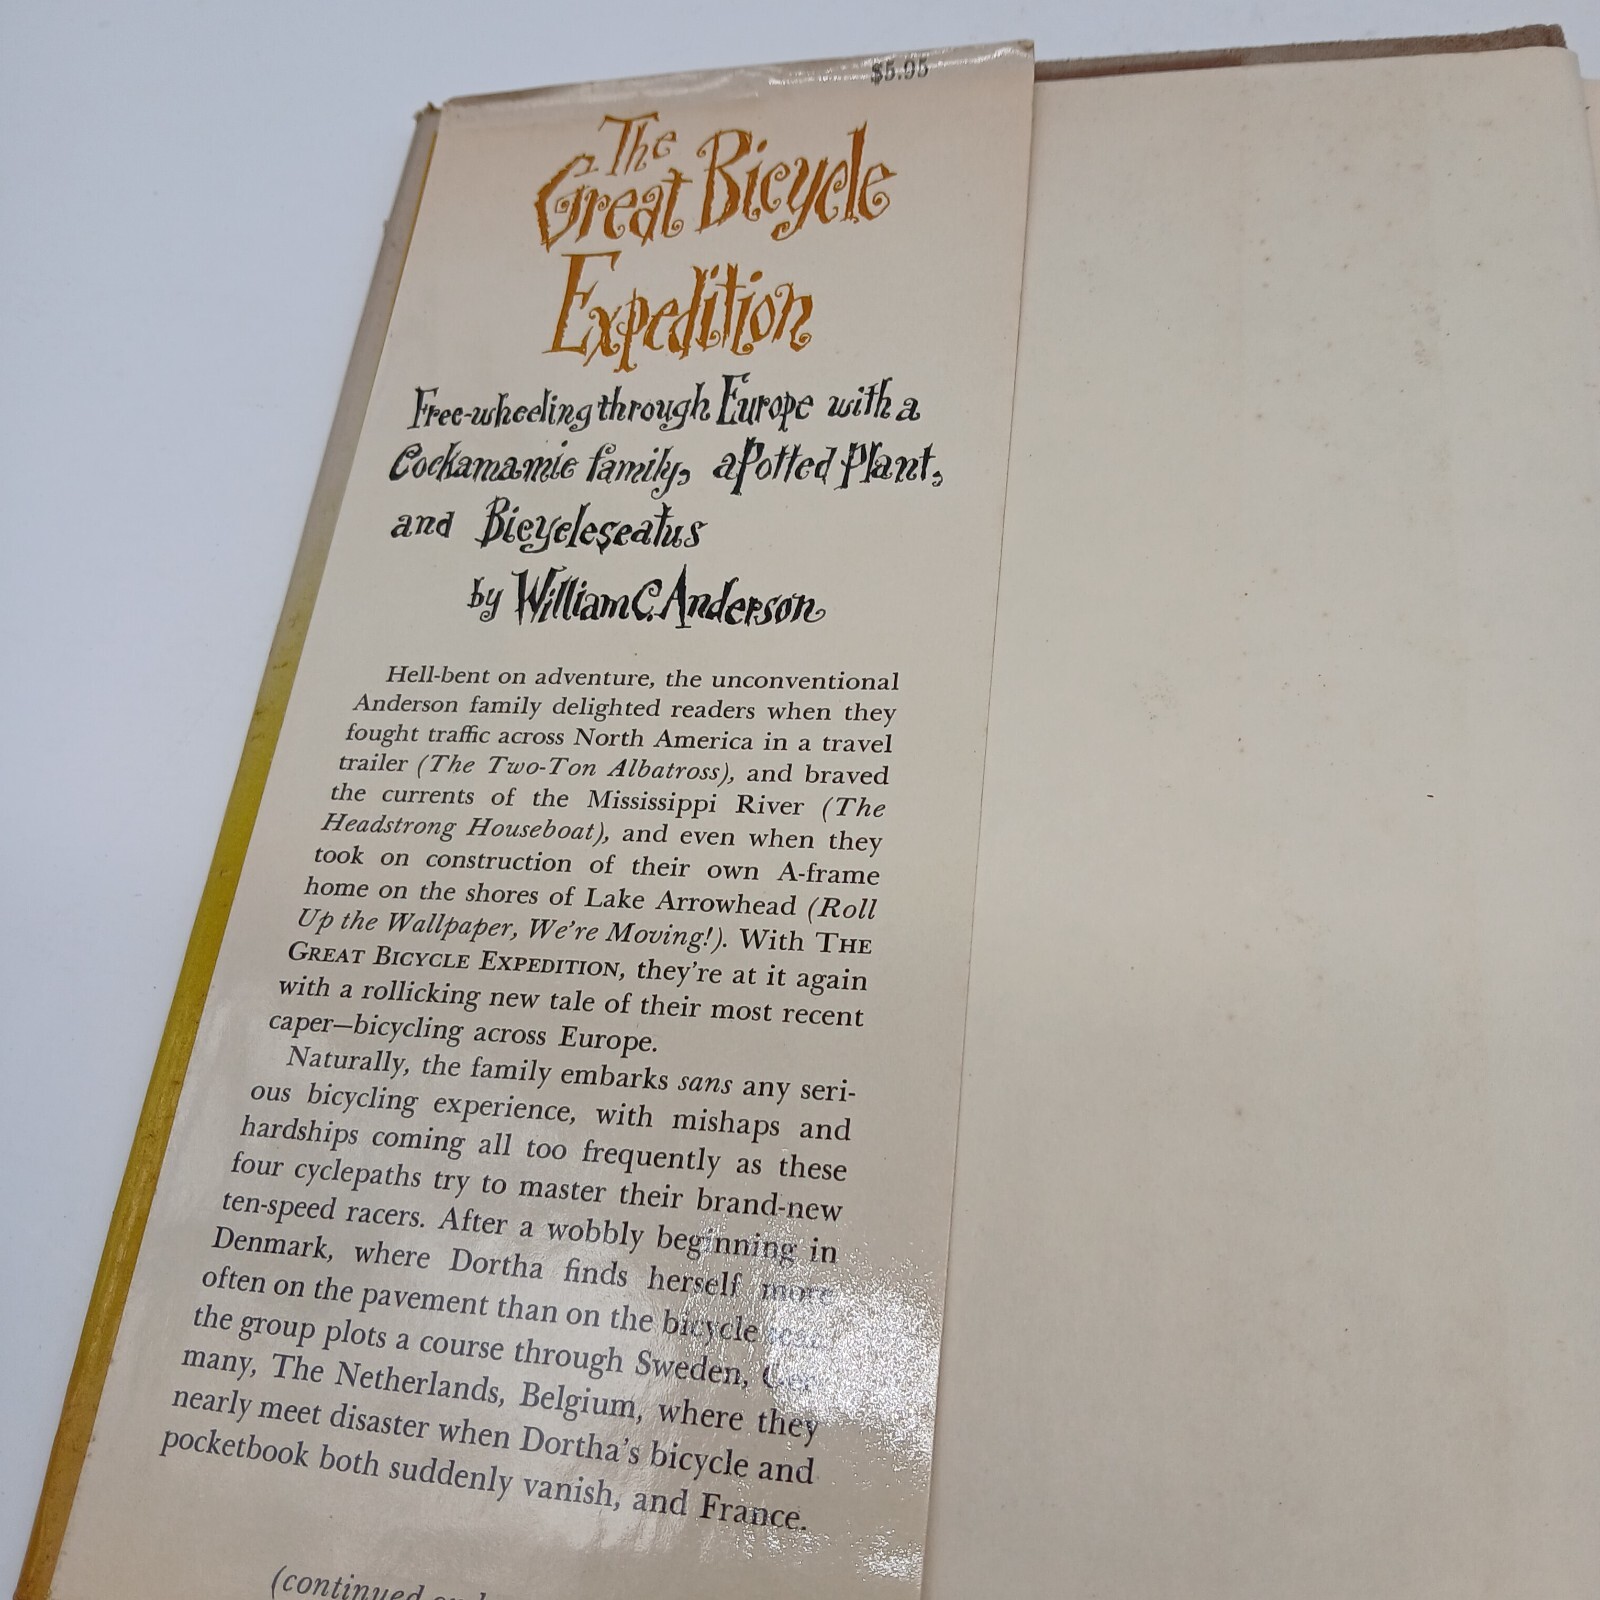 $5.95
The
Great Bicycle
Expedition
Free-wheeling through Europe with a
Cockamamie family, a Potted Plant,
and Bicycleseatus
by William C. Anderson
Hell-bent on adventure, the unconventional
Anderson family delighted readers when they
fought traffic across North America in a travel
trailer (The Two-Ton Albatross), and braved
the currents of the Mississippi River (The
Headstrong Houseboat), and even when they
took on construction of their own A-frame
home on the shores of Lake Arrowhead (Roll
Up the Wallpaper, We're Moving!). With THE
GREAT BICYCLE EXPEDITION, they're at it again
with a rollicking new tale of their most recent
caper—bicycling across Europe.
Naturally, the family embarks sans any seri-
ous bicycling experience, with mishaps and
hardships coming all too frequently as these
four cyclepaths try to master their brand-new
ten-speed racers. After a wobbly beginning in
Denmark, where Dortha finds herself more
often on the pavement than on the bicycle
the group plots a course through Sweden, Ger-
many, The Netherlands, Belgium, where they
nearly meet disaster when Dortha's bicycle and
pocketbook both suddenly vanish, and France.
(continued